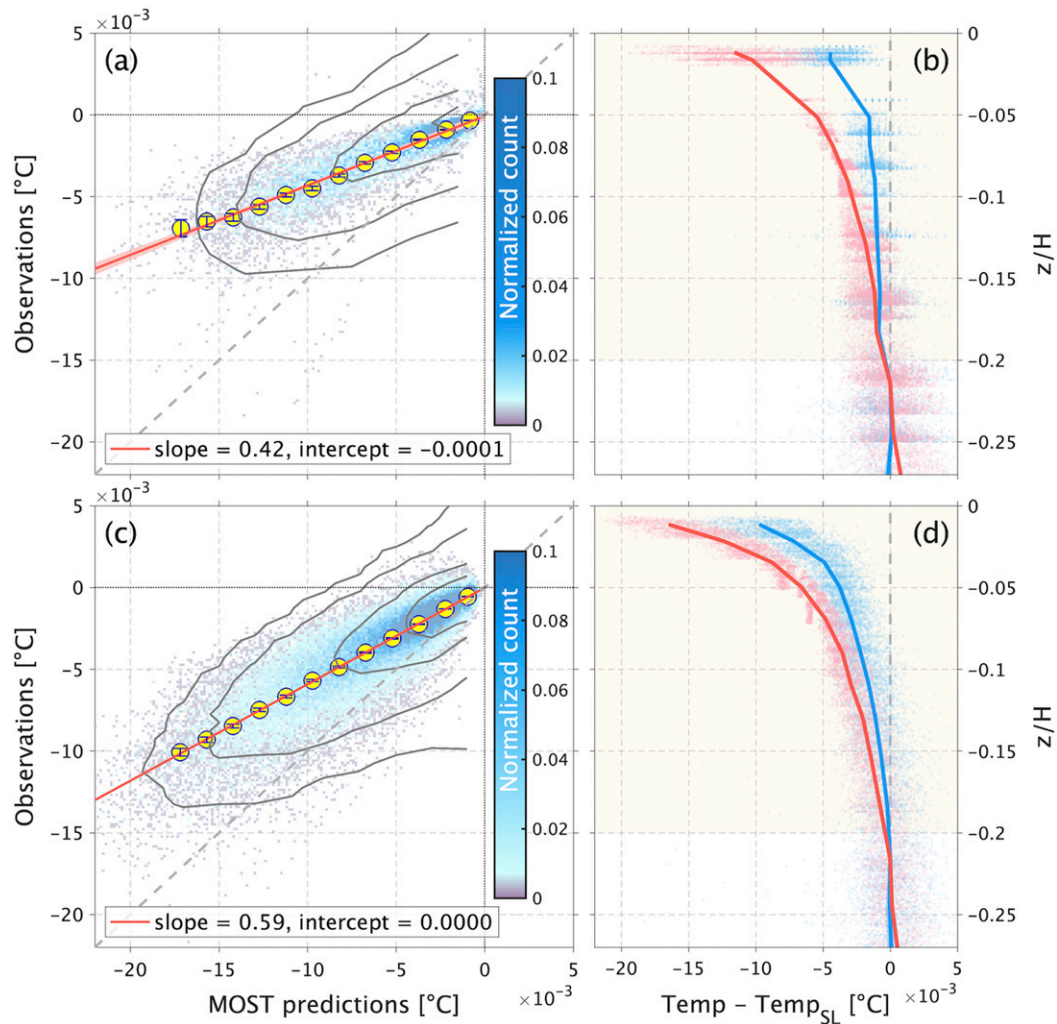 ×10⁻³
5
0
−5
−10
−15
−20
Observations [°C]
(a)
Normalized count
0.1
0.08
0.06
0.04
0.02
0
slope = 0.42, intercept = −0.0001
(b)
0
−0.05
−0.1
−0.15
−0.2
−0.25
z/H
×10⁻³
5
0
−5
−10
−15
−20
Observations [°C]
(c)
Normalized count
0.1
0.08
0.06
0.04
0.02
0
slope = 0.59, intercept = 0.0000
−20 −15 −10 −5 0
MOST predictions [°C] ×10⁻³
(d)
0
−0.05
−0.1
−0.15
−0.2
−0.25
z/H
−20 −15 −10 −5 0 5
Temp − Temp_SL [°C] ×10⁻³